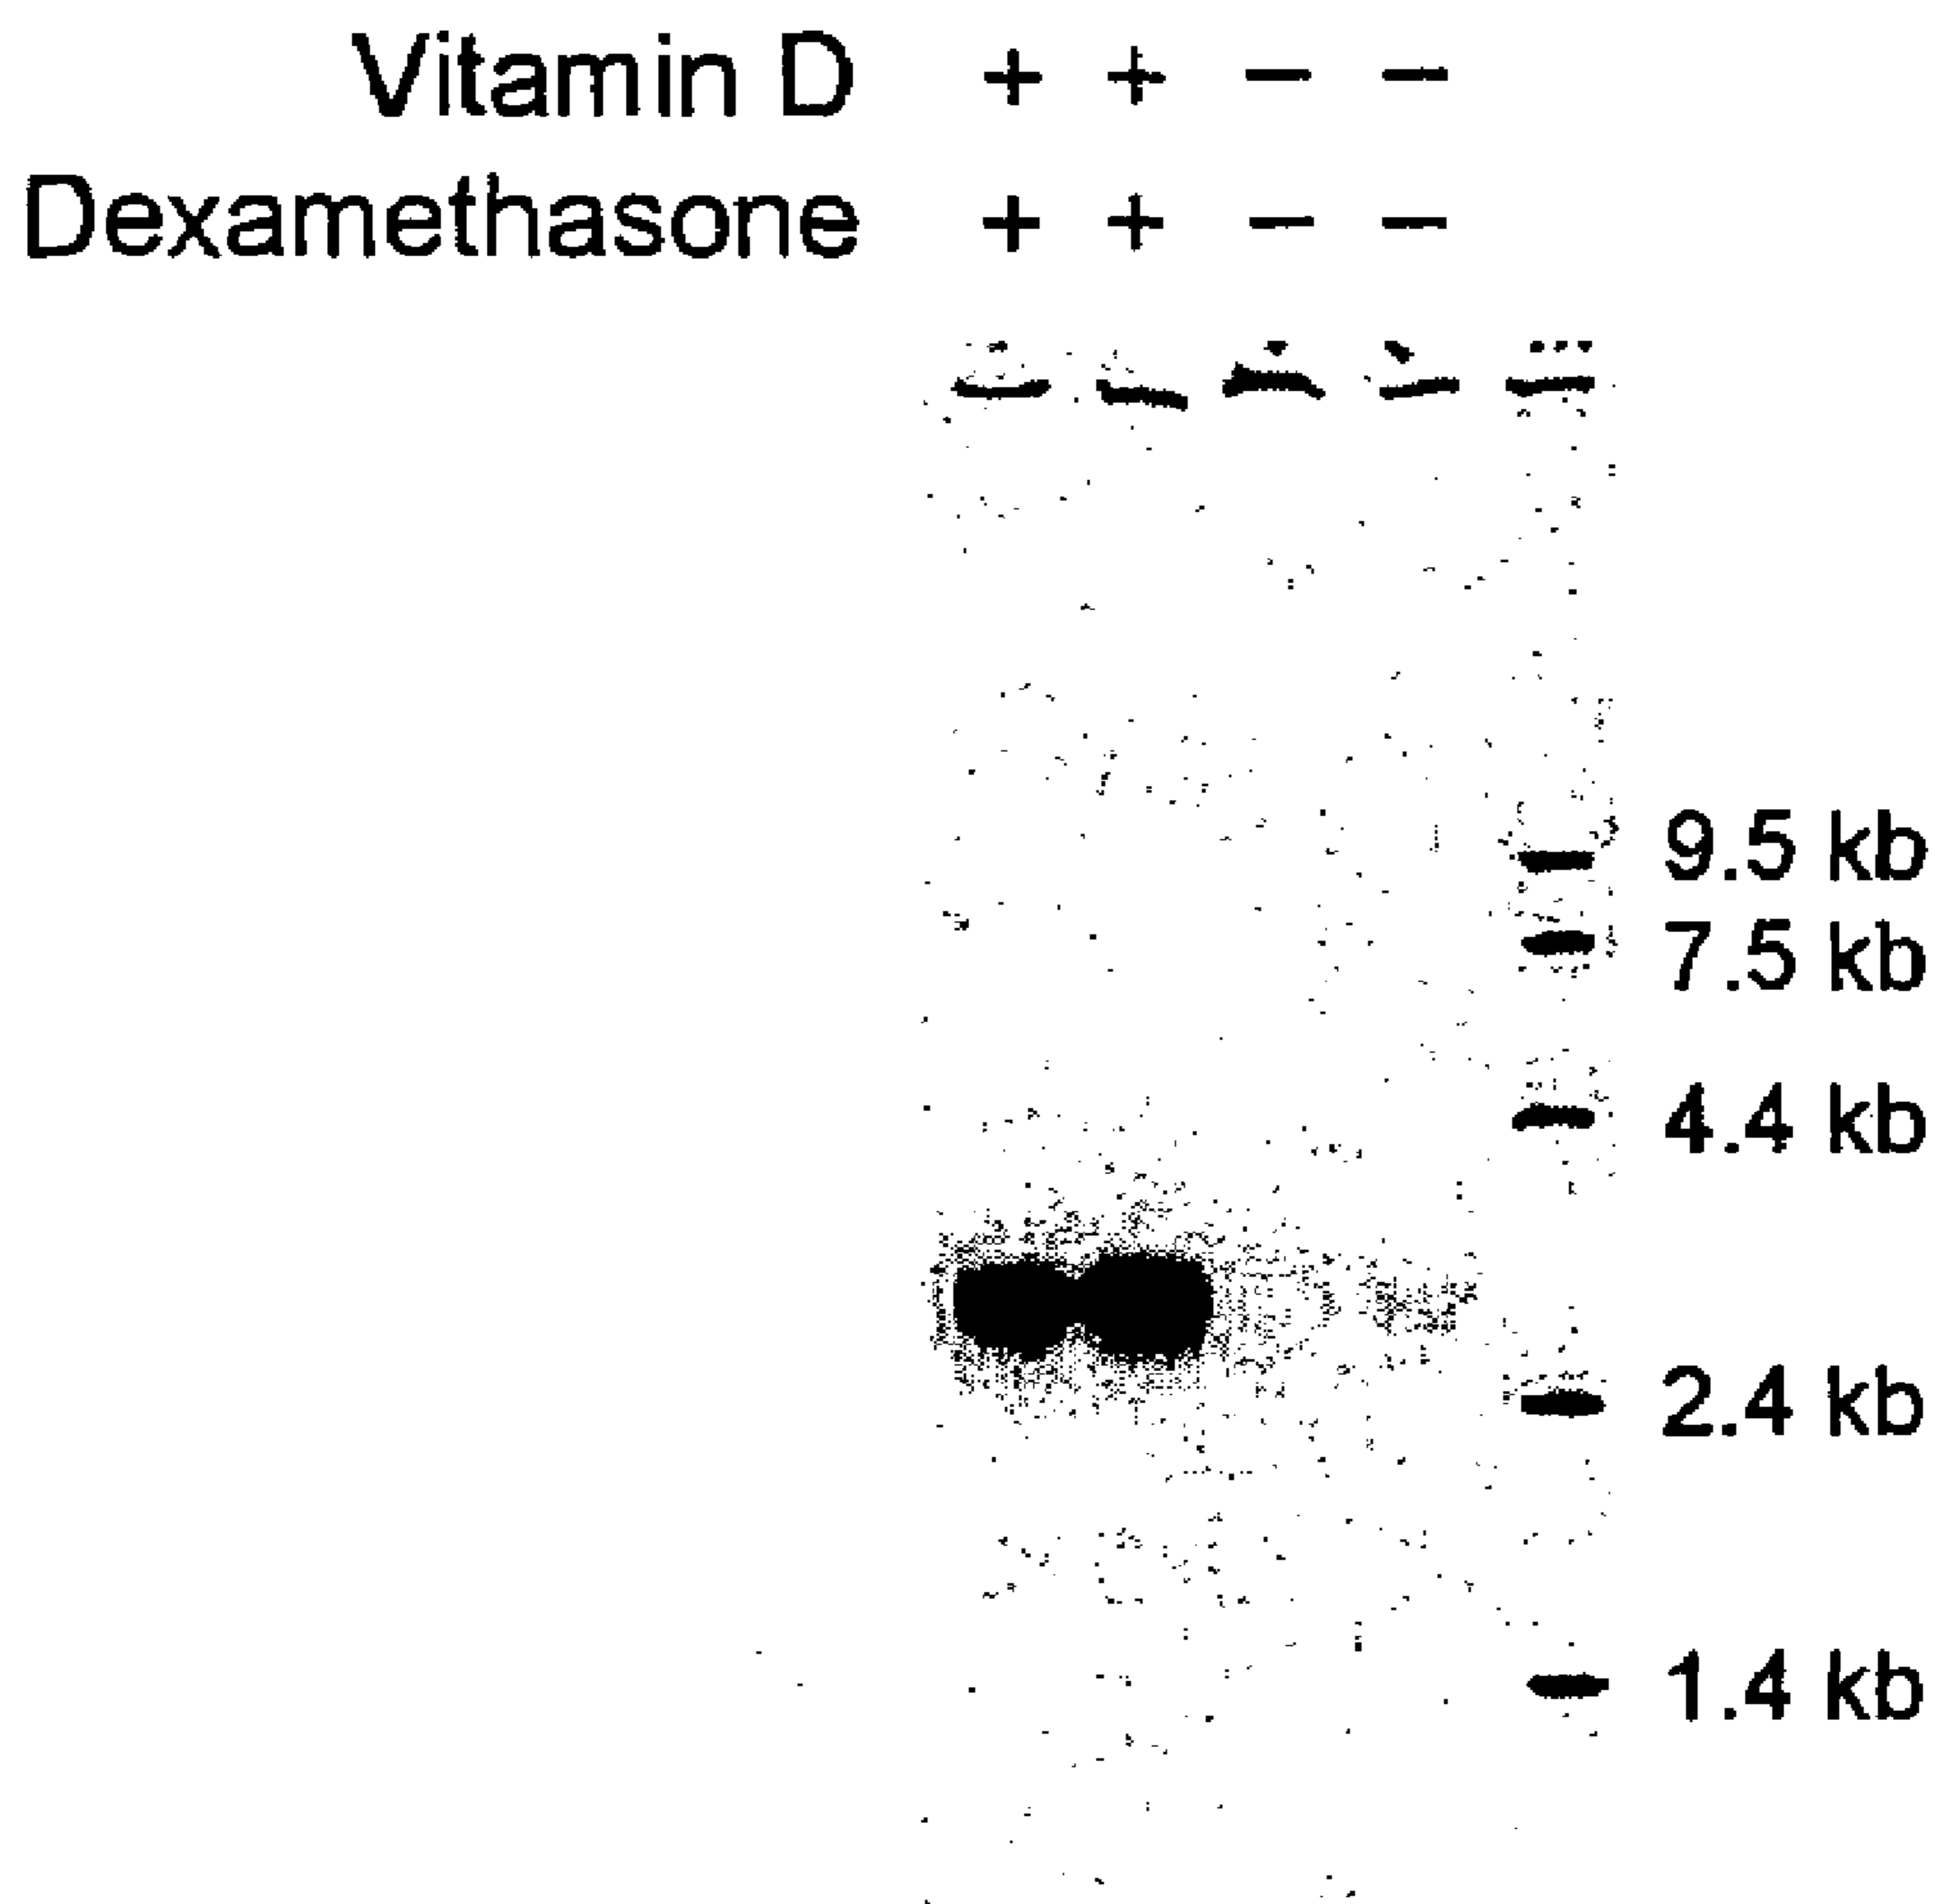 Vitamin D + + – –
Dexamethasone + + – –
9.5 kb
7.5 kb
4.4 kb
2.4 kb
1.4 kb